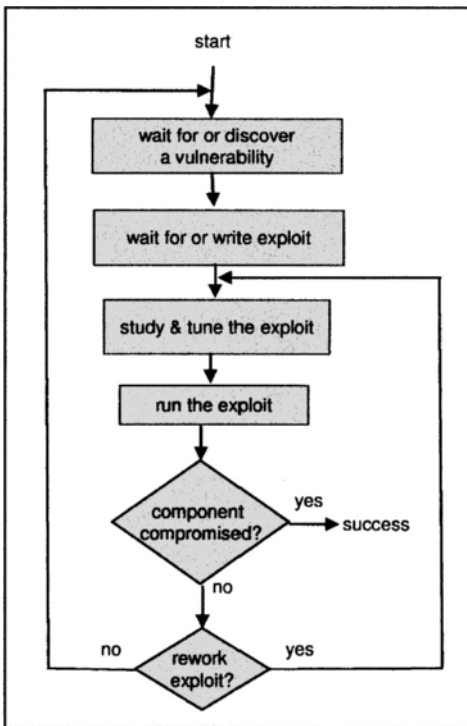 start
wait for or discover
a vulnerability
wait for or write exploit
study & tune the exploit
run the exploit
component
compromised?
yes
success
no
rework
exploit?
no
yes